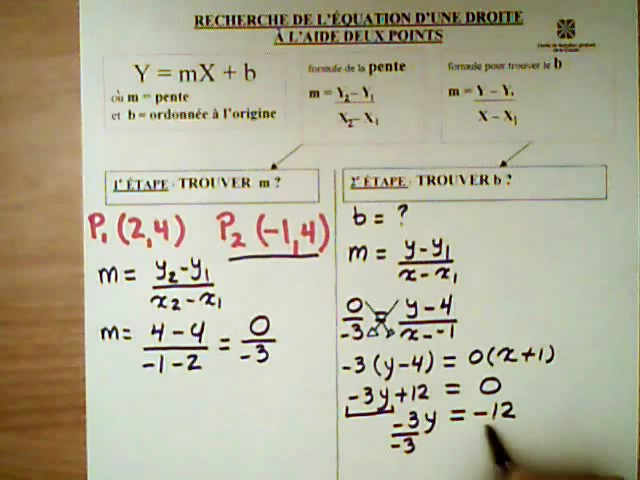 RECHERCHE DE L'ÉQUATION D'UNE DROITE
À L'AIDE DEUX POINTS
Y = mX + b
où m = pente
et b = ordonnée à l'origine
formule de la pente
m = Y₂ – Y₁
X₂ – X₁
formule pour trouver le b
m = Y – Y₁
X – X₁
1ᵉ ÉTAPE : TROUVER m ?
P₁ (2,4) P₂ (-1,4)
m = y₂-y₁
x₂-x₁
m = 4-4 = 0
-1-2 -3
2ᵉ ÉTAPE : TROUVER b ?
b = ?
m = y-y₁
x-x₁
0 = y-4
-3 x--1
-3(y-4) = 0(x+1)
-3y+12 = 0
-3y = -12
-3